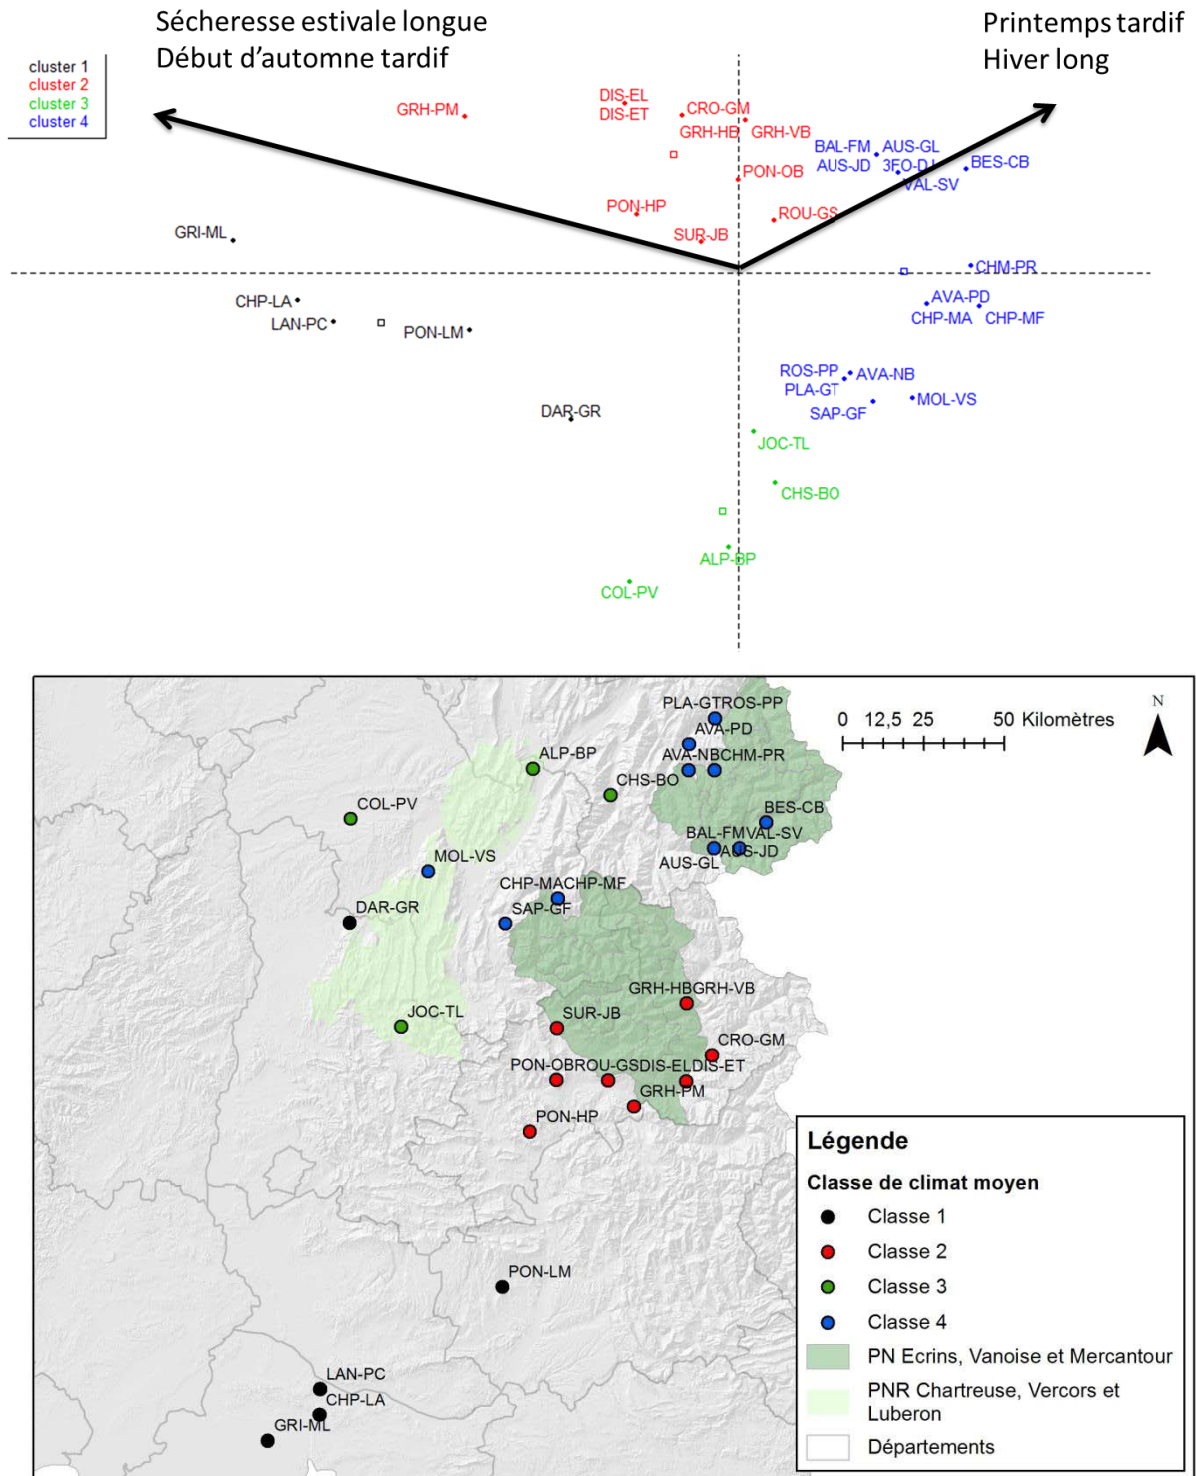 Sécheresse estivale longue
Début d'automne tardif
Printemps tardif
Hiver long
cluster 1
cluster 2
cluster 3
cluster 4
GRH-PM
DIS-EL
DIS-ET
CRO-GM
GRH-HB
GRH-VB
BAL-FM
AUS-GL
AUS-JD
BES-CB
VAL-SV
PON-OB
PON-HP
ROU-GS
SUR-JB
GRI-ML
CHM-PR
CHP-LA
AVA-PD
LAN-PC
PON-LM
CHP-MA
CHP-MF
ROS-PP
AVA-NB
PLA-GT
SAP-GF
MOL-VS
DAR-GR
JOC-TL
CHS-BO
ALP-BP
COL-PV
PLA-GTROS-PP
0 12,5 25 50 Kilomètres
N
AVA-PD
ALP-BP
AVA-NBCHM-PR
CHS-BO
COL-PV
BES-CB
BAL-FMVAL-SV
AUS-JD
AUS-GL
MOL-VS
CHP-MACHP-MF
SAP-GF
DAR-GR
GRH-HBGRH-VB
SUR-JB
JOC-TL
CRO-GM
PON-OBROU-GSDIS-ELDIS-ET
GRH-PM
PON-HP
PON-LM
LAN-PC
CHP-LA
GRI-ML
Légende
Classe de climat moyen
Classe 1
Classe 2
Classe 3
Classe 4
PN Ecrins, Vanoise et Mercantour
PNR Chartreuse, Vercors et
Luberon
Départements